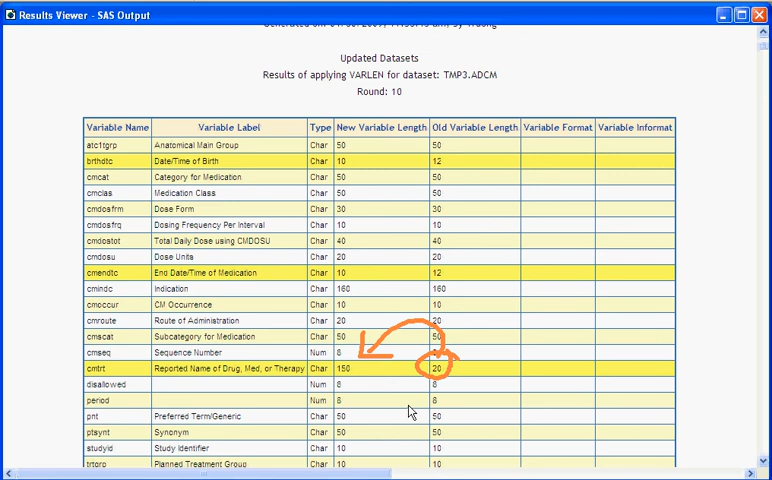 Results Viewer - SAS Output
Updated Datasets
Results of applying VARLEN for dataset: TMP3.ADCM
Round: 10
Variable Name Variable Label Type New Variable Length Old Variable Length Variable Format Variable Informat
atc1tgrp Anatomical Main Group Char 50 50
brthdtc Date/Time of Birth Char 10 12
cmcat Category for Medication Char 50 50
cmclas Medication Class Char 50 50
cmdosfrm Dose Form Char 30 30
cmdosfrq Dosing Frequency Per Interval Char 10 10
cmdostot Total Daily Dose using CMDOSU Char 40 40
cmdosu Dose Units Char 20 20
cmendtc End Date/Time of Medication Char 10 12
cmindc Indication Char 160 160
cmoccur CM Occurrence Char 10 10
cmroute Route of Administration Char 20 20
cmscat Subcategory for Medication Char 50 50
cmseq Sequence Number Num 8
cmtrt Reported Name of Drug, Med, or Therapy Char 150 20
disallowed Num 8 8
period Num 8 8
pnt Preferred Term/Generic Char 50 50
ptsynt Synonym Char 50 50
studyid Study Identifier Char 10 10
trtgrp Planned Treatment Group Char 10 10